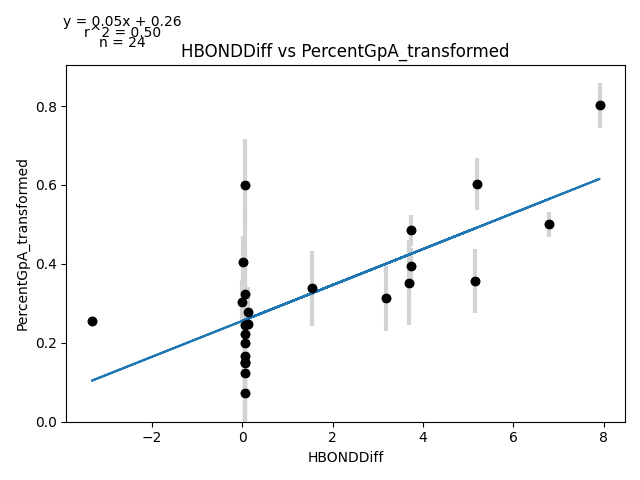 y = 0.05x + 0.26
r^2 = 0.50
n = 24
HBONDDiff vs PercentGpA_transformed
PercentGpA_transformed
0.8
0.6
0.4
0.2
0.0
−2
0
2
4
6
8
HBONDDiff